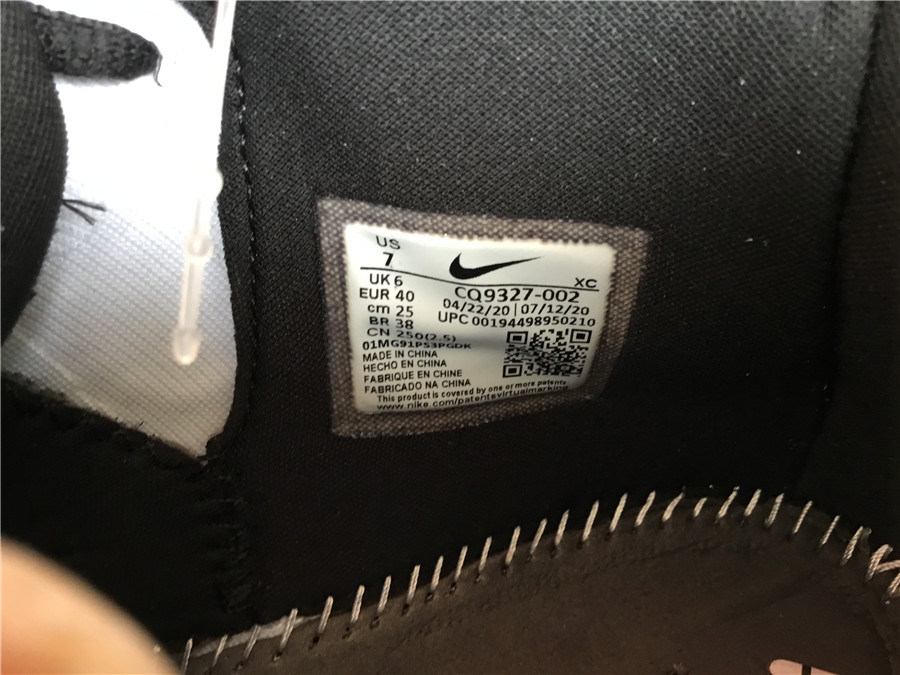 US
7
UK 6
EUR 40
cm 25
BR 38
CN 250(2.5)
XC
CQ9327-002
04/22/20 | 07/12/20
UPC 00194498950210
01MG91PS3PGDK
MADE IN CHINA
HECHO EN CHINA
FABRIQUE EN CHINE
FABRICADO NA CHINA
This product is covered by one or more patents
www.nike.com/patentsvirtualmarking